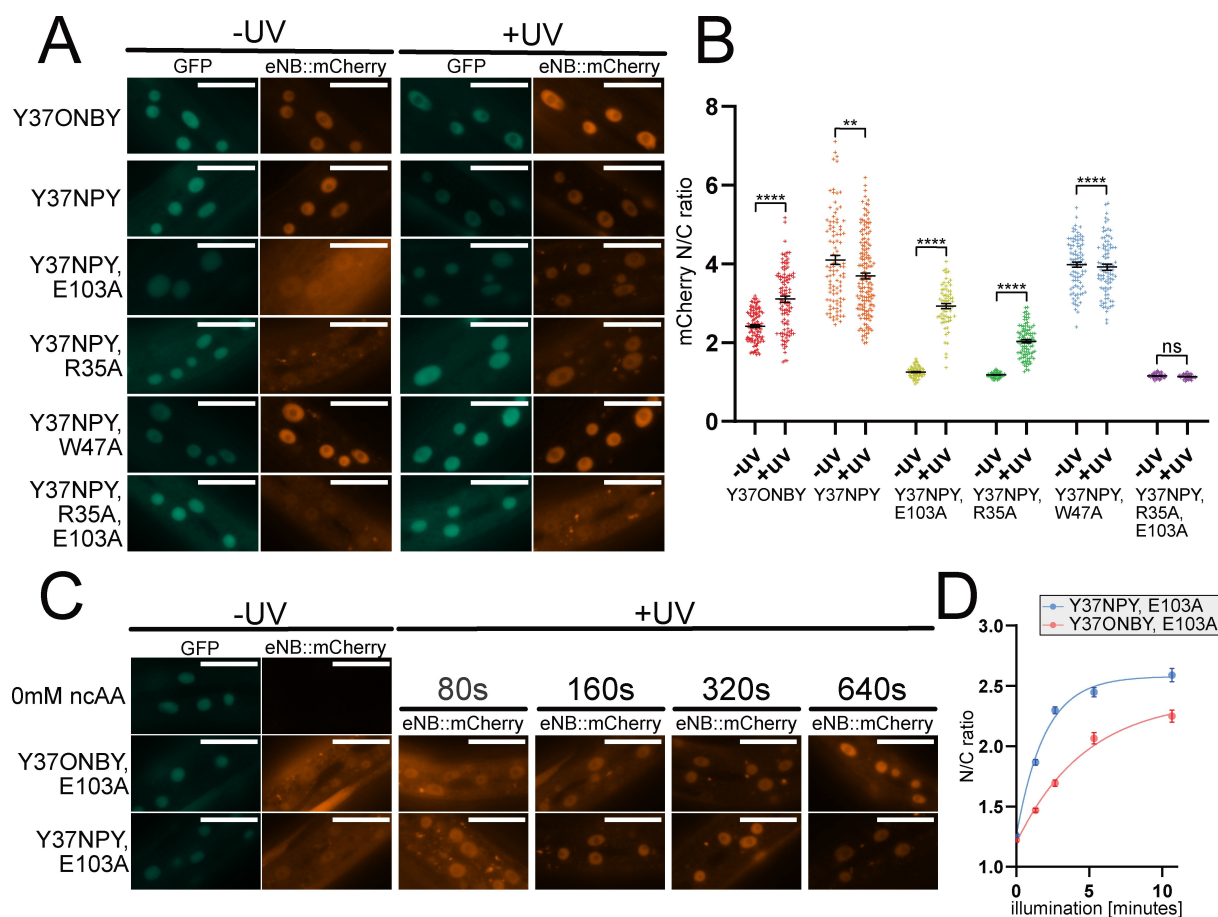 A
-UV
+UV
GFP
eNB::mCherry
GFP
eNB::mCherry
Y37ONBY
Y37NPY
Y37NPY,
E103A
Y37NPY,
R35A
Y37NPY,
W47A
Y37NPY,
R35A,
E103A
B
mCherry N/C ratio
8
6
4
2
0
****
**
****
****
****
ns
-UV
+UV
-UV
+UV
-UV
+UV
-UV
+UV
-UV
+UV
-UV
+UV
Y37ONBY
Y37NPY
Y37NPY,
E103A
Y37NPY,
R35A
Y37NPY,
W47A
Y37NPY,
R35A,
E103A
C
-UV
+UV
GFP
eNB::mCherry
0mM ncAA
80s
160s
320s
640s
eNB::mCherry
eNB::mCherry
eNB::mCherry
eNB::mCherry
Y37ONBY,
E103A
Y37NPY,
E103A
D
Y37NPY, E103A
Y37ONBY, E103A
N/C ratio
3.0
2.5
2.0
1.5
1.0
0
5
10
illumination [minutes]